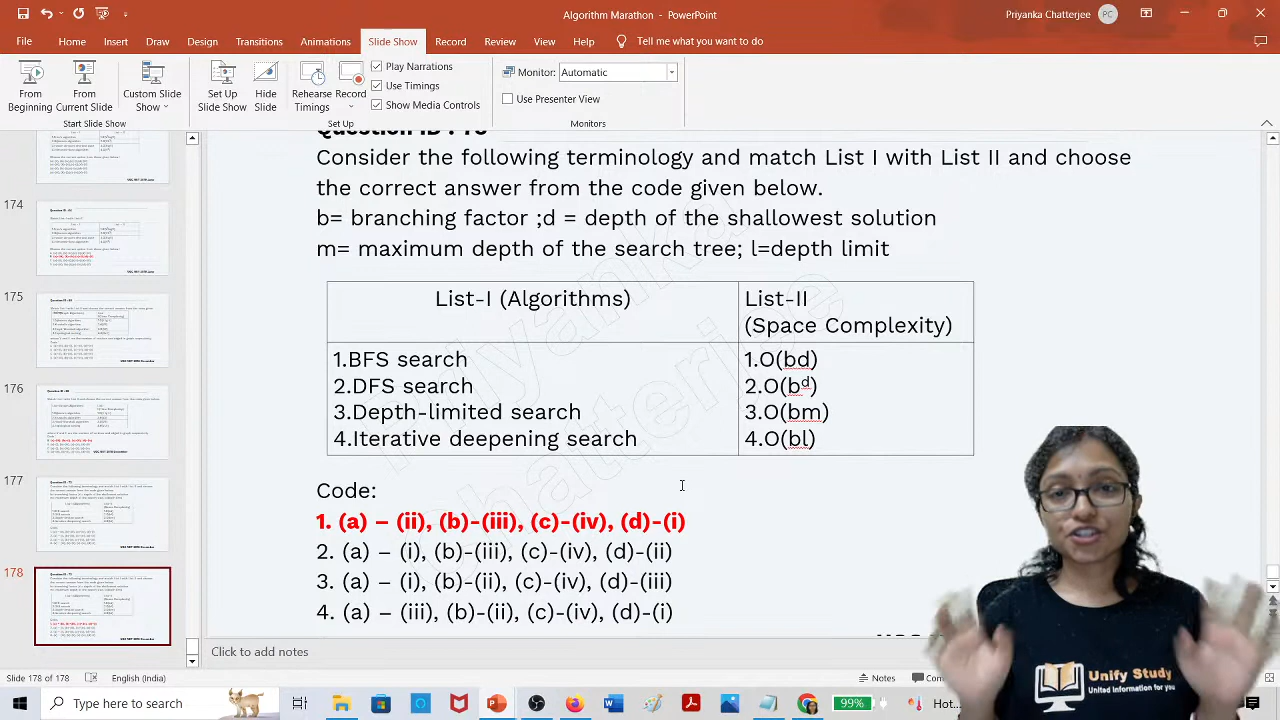 Algorithm Marathon - PowerPoint
Priyanka Chatterjee PC
File Home Insert Draw Design Transitions Animations Slide Show Record Review View Help Tell me what you want to do
From Beginning
From Current Slide
Custom Slide Show
Set Up Slide Show
Hide Slide
Rehearse Timings
Record
Play Narrations
Use Timings
Show Media Controls
Monitor: Automatic
Use Presenter View
Start Slide Show
Set Up
Monitors
174
175
176
177
178
Consider the following terminology and match List I with List II and choose
the correct answer from the code given below.
b= branching factor :d = depth of the shallowest solution
m= maximum depth of the search tree; l=depth limit
List-I (Algorithms)
List-II
(Space Complexity)
1.BFS search
2.DFS search
3.Depth-limited search
4.Iterative deepening search
1.O(bd)
2.O(bᵈ)
3.O(bm)
4.O(bl)
Code:
1. (a) – (ii), (b)-(iii), (c)-(iv), (d)-(i)
2. (a) – (i), (b)-(iii), (c)-(iv), (d)-(ii)
3. (a) – (i), (b)-(ii), (c)-(iv), (d)-(iii)
4. (a) – (iii), (b)-(ii), (c)-(iv), (d)-(i)
Click to add notes
Slide 178 of 178 English (India) Notes
Type here to search
99%
Hot...
Unify Study
United information for you